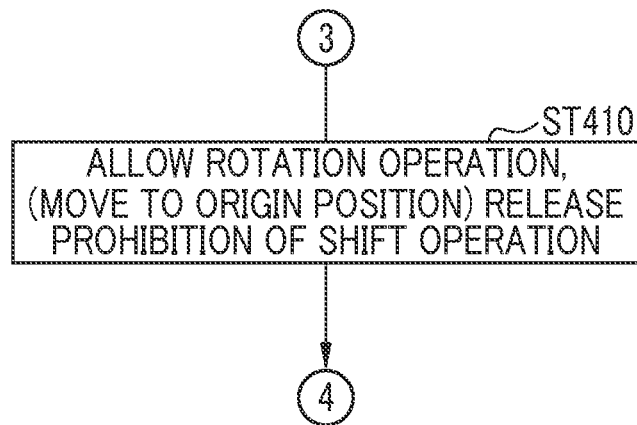 3
ST410
ALLOW ROTATION OPERATION,
(MOVE TO ORIGIN POSITION) RELEASE
PROHIBITION OF SHIFT OPERATION
4